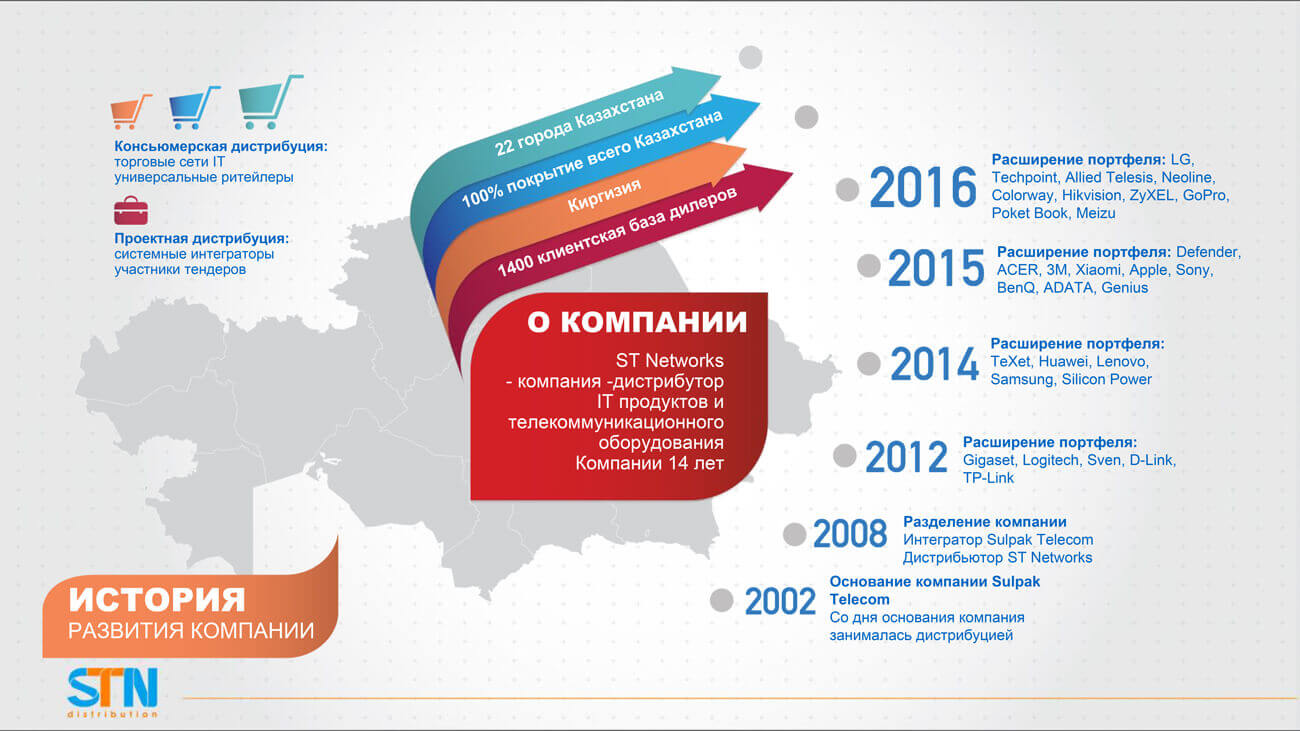 Консьюмерская дистрибуция:
торговые сети IT
универсальные ритейлеры
Проектная дистрибуция:
системные интеграторы
участники тендеров
22 города Казахстана
100% покрытие всего Казахстана
Киргизия
1400 клиентская база дилеров
О КОМПАНИИ
ST Networks
- компания -дистрибутор
IT продуктов и
телекоммуникационного
оборудования
Компании 14 лет
2016
Расширение портфеля: LG,
Techpoint, Allied Telesis, Neoline,
Colorway, Hikvision, ZyXEL, GoPro,
Poket Book, Meizu
2015
Расширение портфеля: Defender,
ACER, 3M, Xiaomi, Apple, Sony,
BenQ, ADATA, Genius
2014
Расширение портфеля:
TeXet, Huawei, Lenovo,
Samsung, Silicon Power
2012
Расширение портфеля:
Gigaset, Logitech, Sven, D-Link,
TP-Link
2008
Разделение компании
Интегратор Sulpak Telecom
Дистрибьютор ST Networks
2002
Основание компании Sulpak
Telecom
Со дня основания компания
занималась дистрибуцией
ИСТОРИЯ
РАЗВИТИЯ КОМПАНИИ
STN
distribution